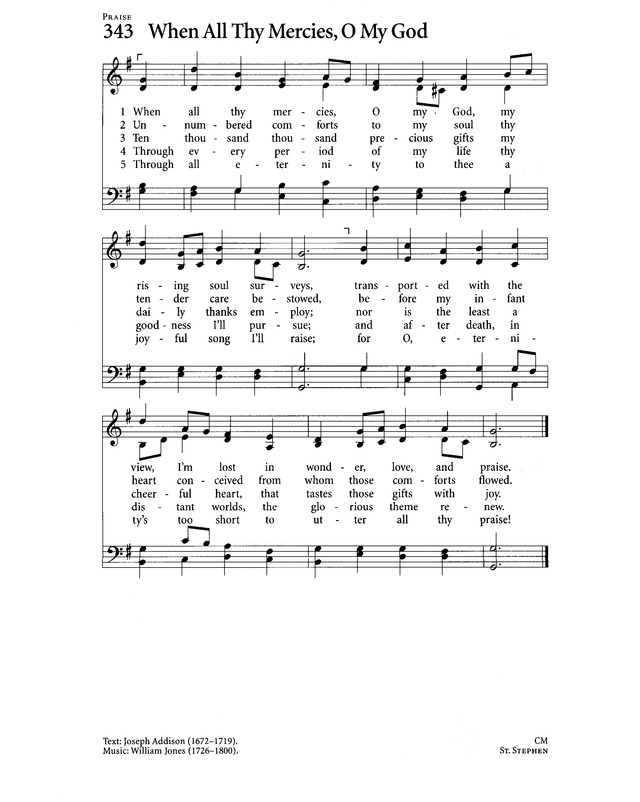 PRAISE
343 When All Thy Mercies, O My God
1 When all thy mer - cies, O my God, my
2 Un - num - bered com - forts to my soul thy
3 Ten thou - sand thou - sand pre - cious gifts my
4 Through ev - ery per - iod of my life thy
5 Through all e - ter - ni - ty to thee a
ris - ing soul sur - veys, trans - port - ed with the
ten - der care be - stowed, be - fore my in - fant
dai - ly thanks em - ploy; nor is the least a
good - ness I'll pur - sue; and af - ter death, in
joy - ful song I'll raise; for O, e - ter - ni -
view, I'm lost in won - der, love, and praise.
heart con - ceived from whom those com - forts flowed.
cheer - ful heart, that tastes those gifts with joy.
dis - tant worlds, the glo - rious theme re - new.
ty's too short to ut - ter all thy praise!
Text: Joseph Addison (1672–1719). CM
Music: William Jones (1726–1800). ST. STEPHEN